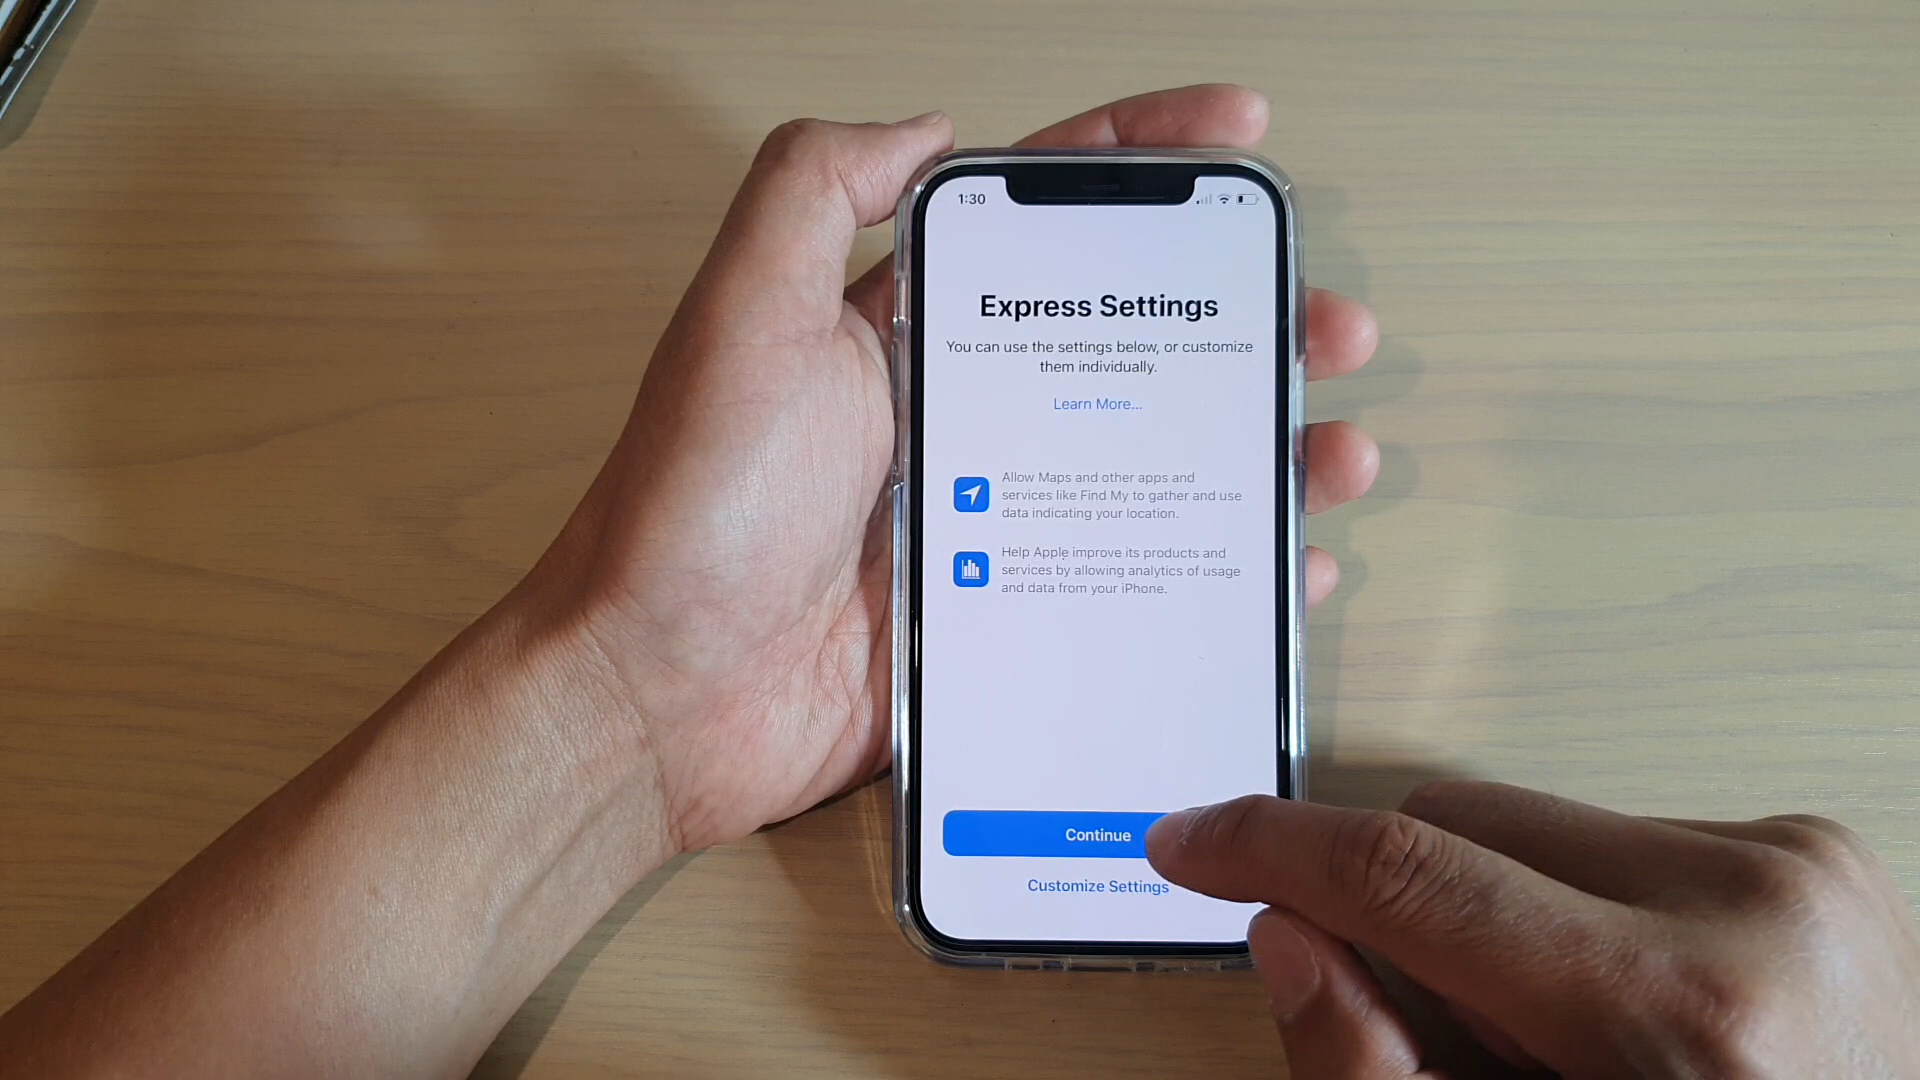 1:30
Express Settings
You can use the settings below, or customize
them individually.
Learn More...
Allow Maps and other apps and
services like Find My to gather and use
data indicating your location.
Help Apple improve its products and
services by allowing analytics of usage
and data from your iPhone.
Continue
Customize Settings